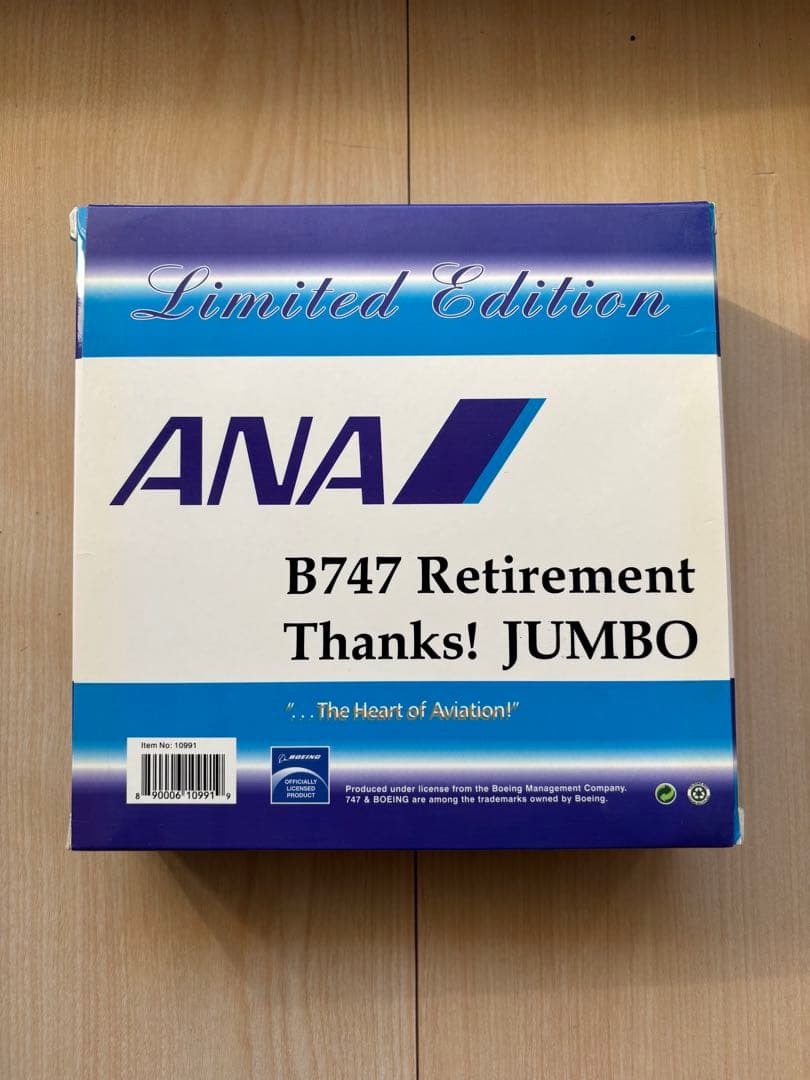 Limited Edition
ANA
B747 Retirement
Thanks! JUMBO
"...The Heart of Aviation!"
Item No: 10991
8 90006 10991 9
BOEING
OFFICIALLY
LICENSED
PRODUCT
Produced under license from the Boeing Management Company.
747 & BOEING are among the trademarks owned by Boeing.